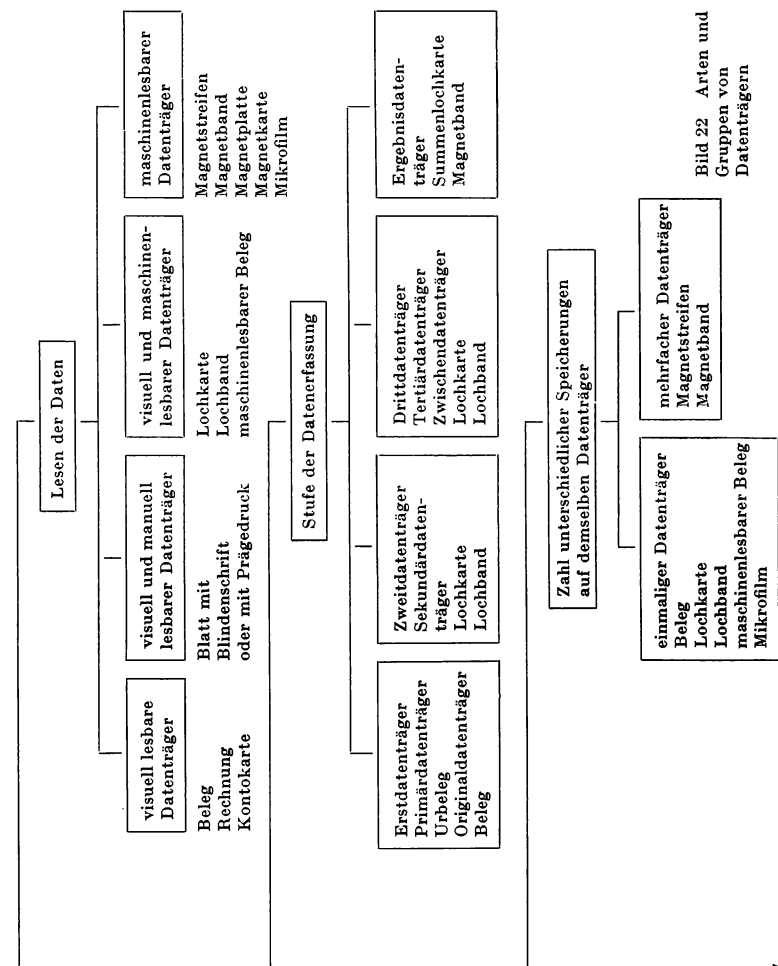 Lesen der Daten
visuell lesbare
Datenträger
Beleg
Rechnung
Kontokarte
visuell und manuell
lesbarer Datenträger
Blatt mit
Blindenschrift
oder mit Prägedruck
visuell und maschinen-
lesbarer Datenträger
Lochkarte
Lochband
maschinenlesbarer Beleg
maschinenlesbarer
Datenträger
Magnetstreifen
Magnetband
Magnetplatte
Magnetkarte
Mikrofilm
Stufe der Datenerfassung
Erstdatenträger
Primärdatenträger
Urbeleg
Originaldatenträger
Beleg
Zweitdatenträger
Sekundärdaten-
träger
Lochkarte
Lochband
Drittdatenträger
Tertiärdatenträger
Zwischendatenträger
Lochkarte
Lochband
Ergebnisdaten-
träger
Summenlochkarte
Magnetband
Zahl unterschiedlicher Speicherungen
auf demselben Datenträger
einmaliger Datenträger
Beleg
Lochkarte
Lochband
maschinenlesbarer Beleg
Mikrofilm
mehrfacher Datenträger
Magnetstreifen
Magnetband
Bild 22 Arten und
Gruppen von
Datenträgern